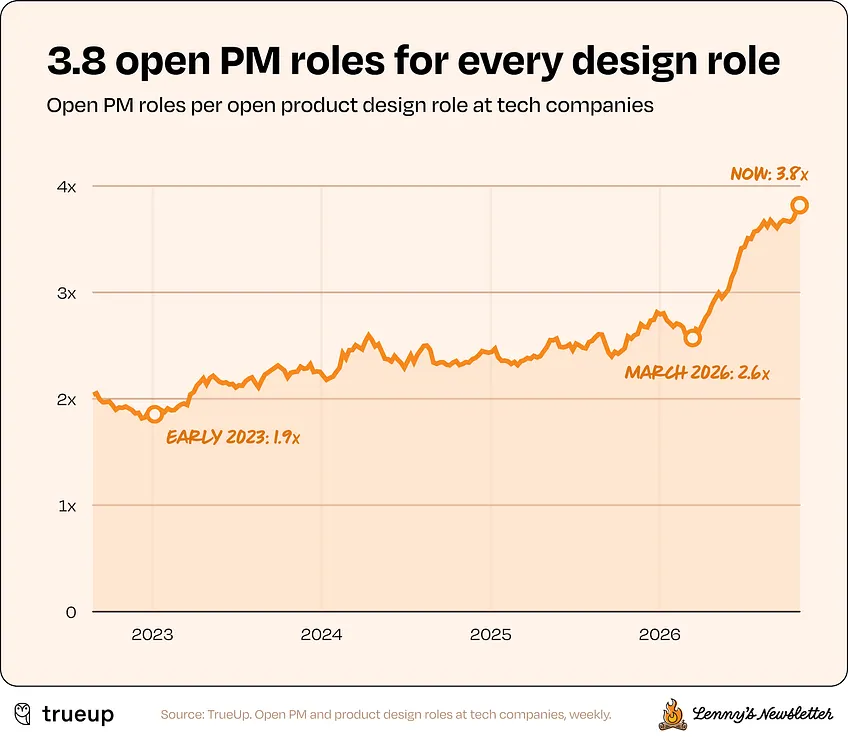 3.8 open PM roles for every design role
Open PM roles per open product design role at tech companies
NOW: 3.8x
4x
3x
MARCH 2026: 2.6x
2x
EARLY 2023: 1.9x
1x
0
2023 2024 2025 2026
trueup
Source: TrueUp. Open PM and product design roles at tech companies, weekly.
Lenny's Newsletter